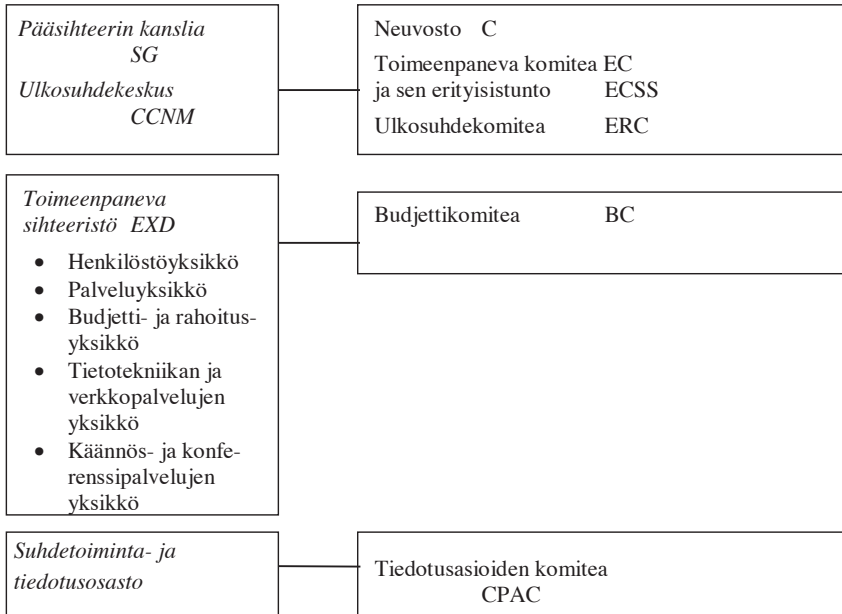 Pääsihteerin kanslia
SG
Ulkosuhdekeskus
CCNM
Neuvosto C
Toimeenpaneva komitea EC
ja sen erityisistunto ECSS
Ulkosuhdekomitea ERC
Toimeenpaneva
sihteeristö EXD
• Henkilöstöyksikkö
• Palveluyksikkö
• Budjetti- ja rahoitus-
yksikkö
• Tietotekniikan ja
verkkopalvelujen
yksikkö
• Käännös- ja konfe-
renssipalvelujen
yksikkö
Budjettikomitea BC
Suhdetoiminta- ja
tiedotusosasto
Tiedotusasioiden komitea
CPAC